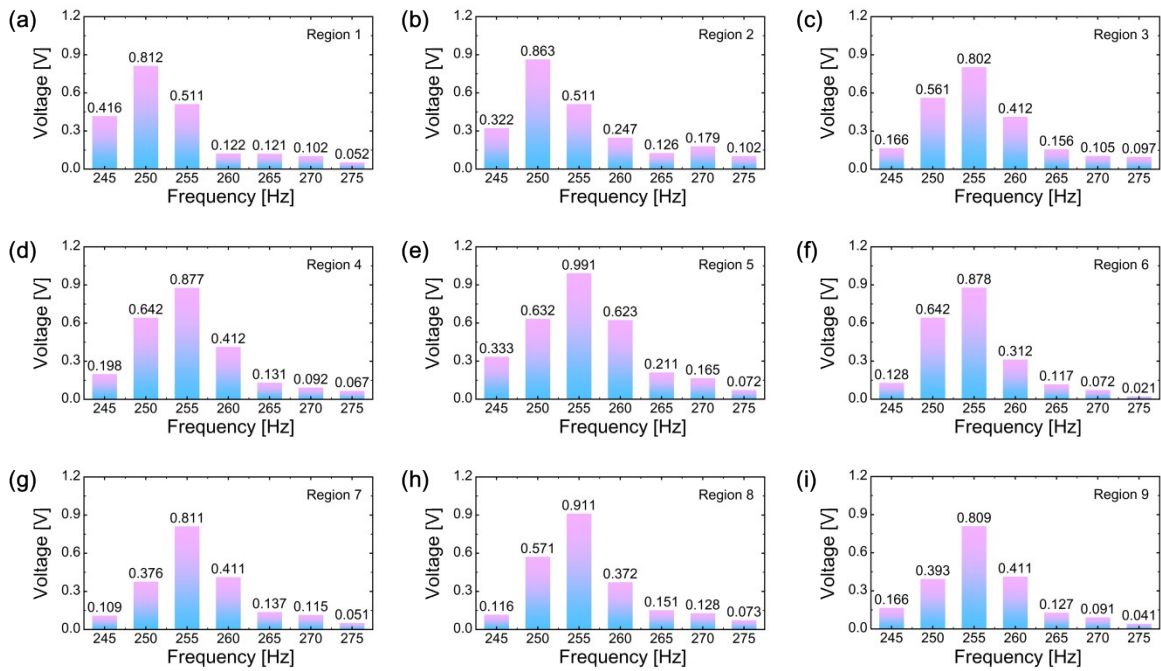 (a)
Region 1
Voltage [V]
1.2
0.9
0.6
0.3
0.0
0.416
0.812
0.511
0.122
0.121
0.102
0.052
245 250 255 260 265 270 275
Frequency [Hz]
(b)
Region 2
Voltage [V]
1.2
0.9
0.6
0.3
0.0
0.322
0.863
0.511
0.247
0.126
0.179
0.102
245 250 255 260 265 270 275
Frequency [Hz]
(c)
Region 3
Voltage [V]
1.2
0.9
0.6
0.3
0.0
0.166
0.561
0.802
0.412
0.156
0.105
0.097
245 250 255 260 265 270 275
Frequency [Hz]
(d)
Region 4
Voltage [V]
1.2
0.9
0.6
0.3
0.0
0.198
0.642
0.877
0.412
0.131
0.092
0.067
245 250 255 260 265 270 275
Frequency [Hz]
(e)
Region 5
Voltage [V]
1.2
0.9
0.6
0.3
0.0
0.333
0.632
0.991
0.623
0.211
0.165
0.072
245 250 255 260 265 270 275
Frequency [Hz]
(f)
Region 6
Voltage [V]
1.2
0.9
0.6
0.3
0.0
0.128
0.642
0.878
0.312
0.117
0.072
0.021
245 250 255 260 265 270 275
Frequency [Hz]
(g)
Region 7
Voltage [V]
1.2
0.9
0.6
0.3
0.0
0.109
0.376
0.811
0.411
0.137
0.115
0.051
245 250 255 260 265 270 275
Frequency [Hz]
(h)
Region 8
Voltage [V]
1.2
0.9
0.6
0.3
0.0
0.116
0.571
0.911
0.372
0.151
0.128
0.073
245 250 255 260 265 270 275
Frequency [Hz]
(i)
Region 9
Voltage [V]
1.2
0.9
0.6
0.3
0.0
0.166
0.393
0.809
0.411
0.127
0.091
0.041
245 250 255 260 265 270 275
Frequency [Hz]